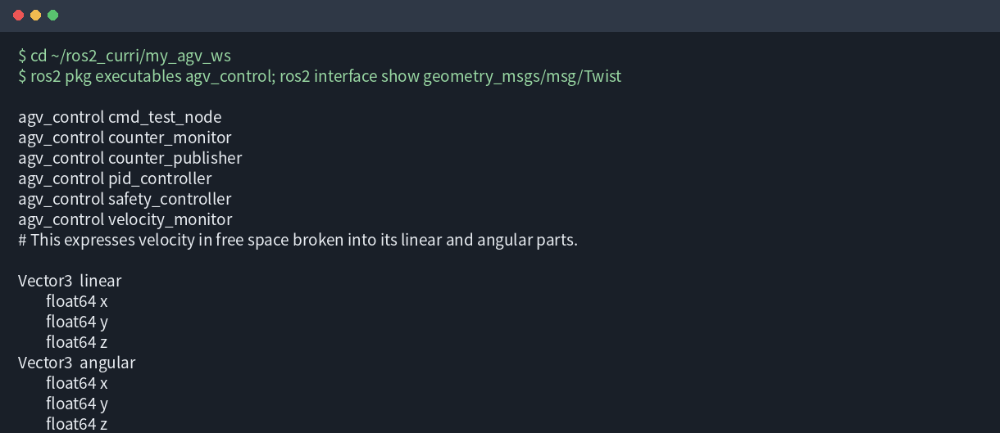 $ cd ~/ros2_curri/my_agv_ws
$ ros2 pkg executables agv_control; ros2 interface show geometry_msgs/msg/Twist
agv_control cmd_test_node
agv_control counter_monitor
agv_control counter_publisher
agv_control pid_controller
agv_control safety_controller
agv_control velocity_monitor
# This expresses velocity in free space broken into its linear and angular parts.
Vector3  linear
float64 x
float64 y
float64 z
Vector3  angular
float64 x
float64 y
float64 z